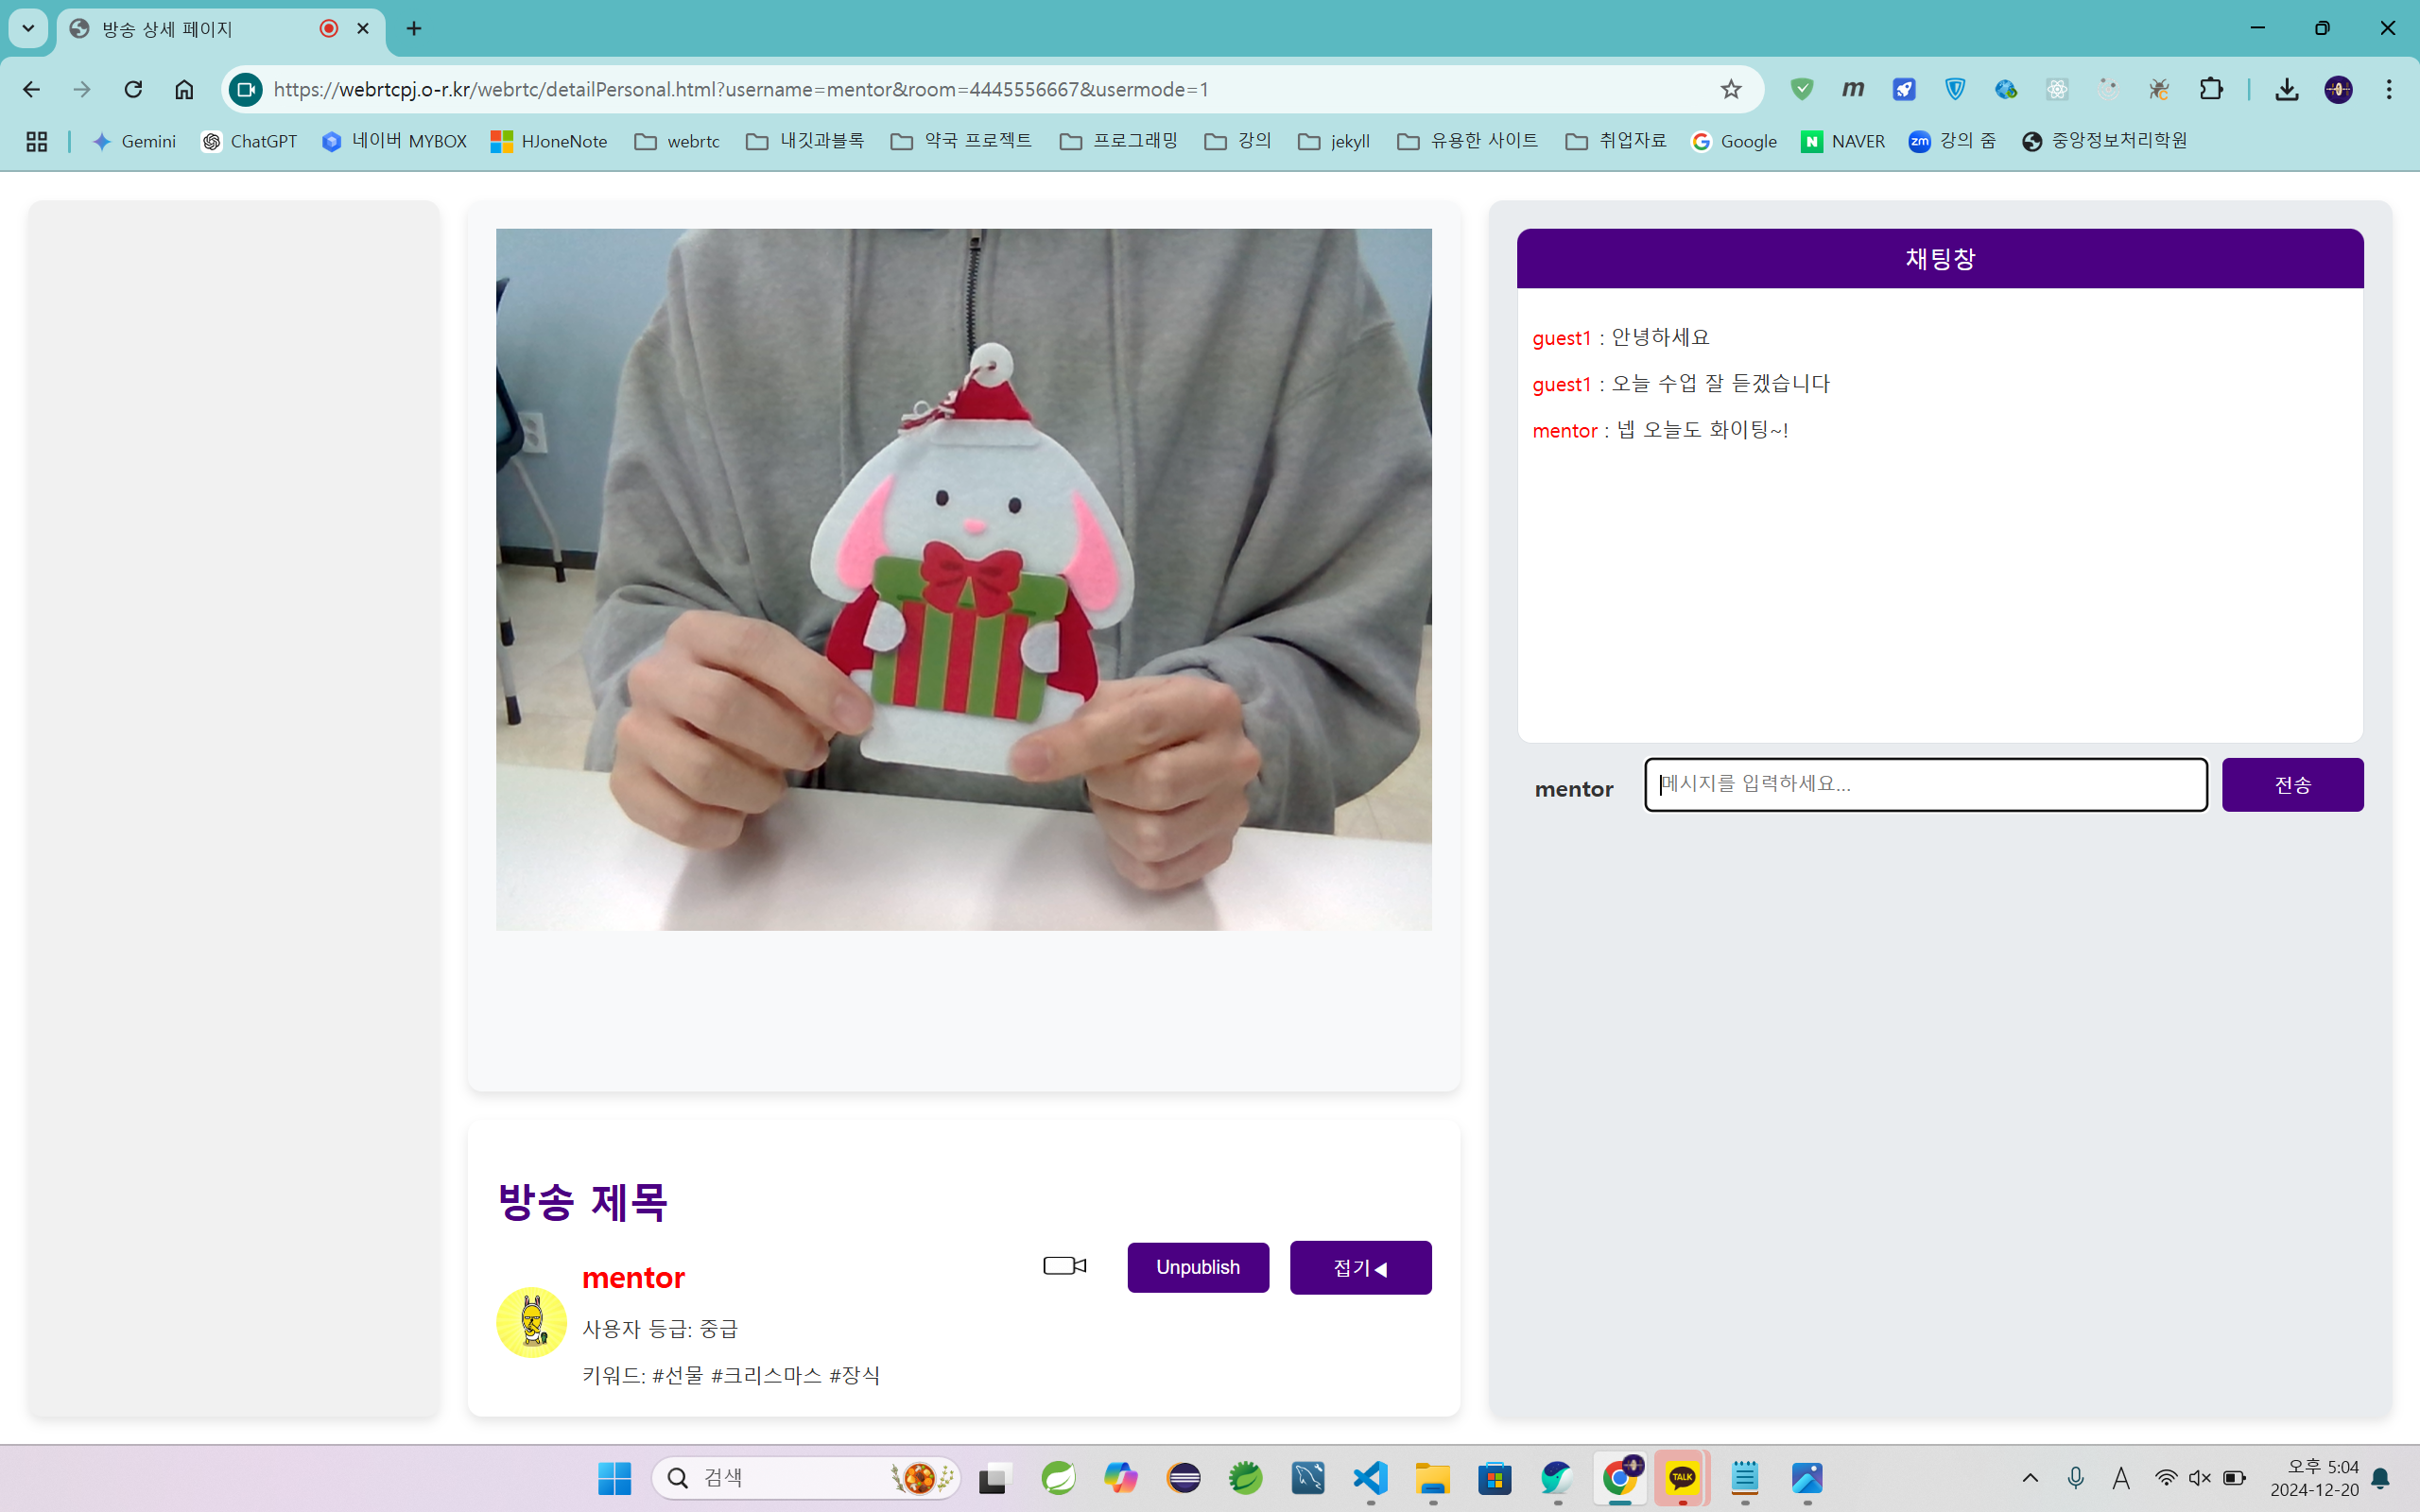 방송 상세 페이지
https://webrtcpj.o-r.kr/webrtc/detailPersonal.html?username=mentor&room=4445556667&usermode=1
Gemini ChatGPT 네이버 MYBOX HJoneNote webrtc 내깃과블록 약국 프로젝트 프로그래밍 강의 jekyll 유용한 사이트 취업자료 Google NAVER 강의 줌 중앙정보처리학원
채팅창
guest1 : 안녕하세요
guest1 : 오늘 수업 잘 듣겠습니다
mentor : 넵 오늘도 화이팅~!
mentor 메시지를 입력하세요... 전송
방송 제목
mentor
Unpublish 접기◀
사용자 등급: 중급
키워드: #선물 #크리스마스 #장식
검색
TALK
A
오후 5:04
2024-12-20